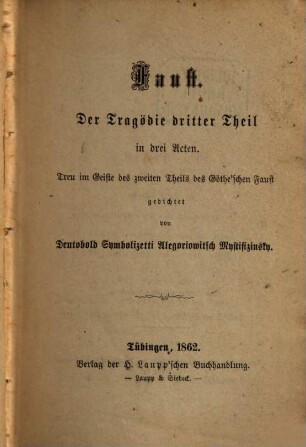 Faust.
Der Tragödie dritter Theil
in drei Acten.
Treu im Geiste des zweiten Theils des Göthe'schen Faust
gedichtet
von
Deutobold Symbolizetti Alegoriowitsch Mystifizinsky.
Tübingen, 1862.
Verlag der H. Laupp'schen Buchhandlung.
— Laupp & Siebeck. —